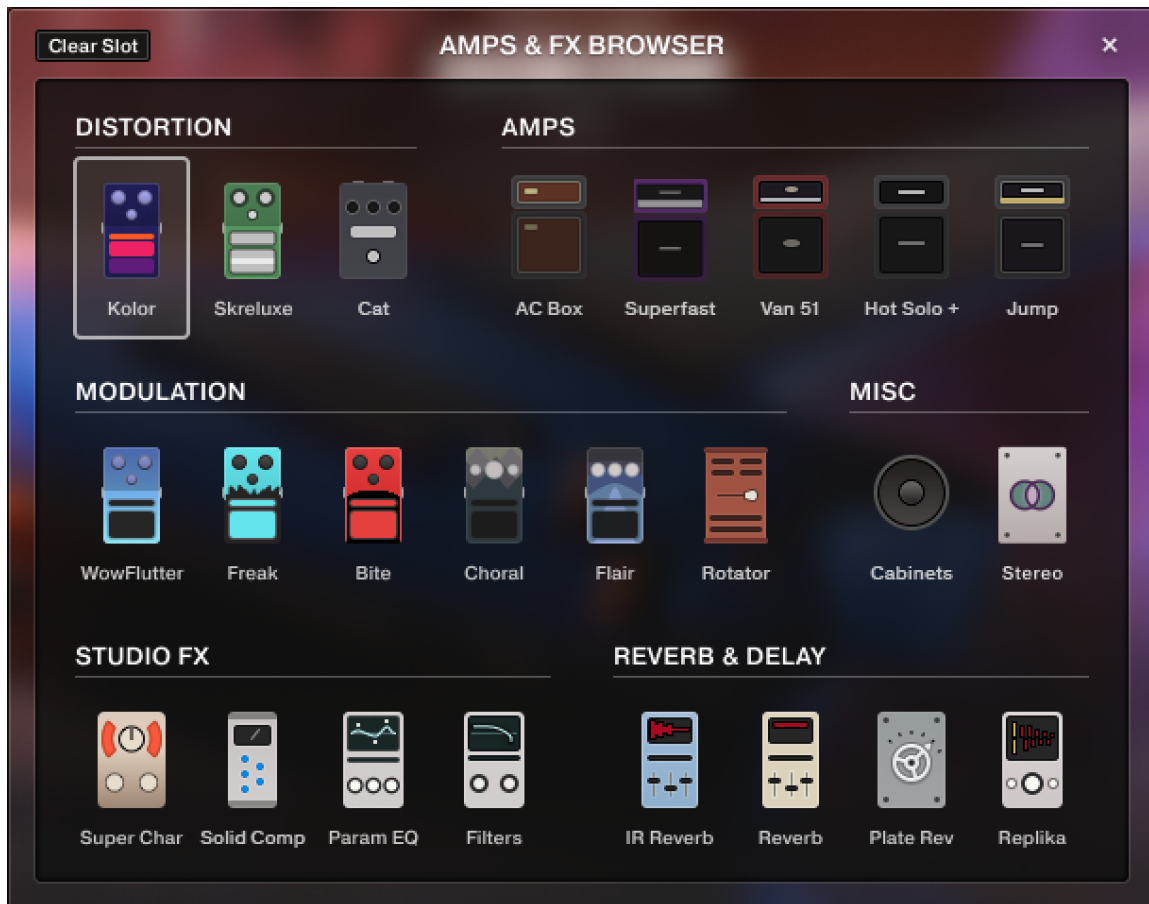 Clear Slot
AMPS & FX BROWSER
×
DISTORTION
AMPS
Kolor
Skreluxe
Cat
AC Box
Superfast
Van 51
Hot Solo +
Jump
MODULATION
MISC
WowFlutter
Freak
Bite
Choral
Flair
Rotator
Cabinets
Stereo
STUDIO FX
REVERB & DELAY
Super Char
Solid Comp
Param EQ
Filters
IR Reverb
Reverb
Plate Rev
Replika